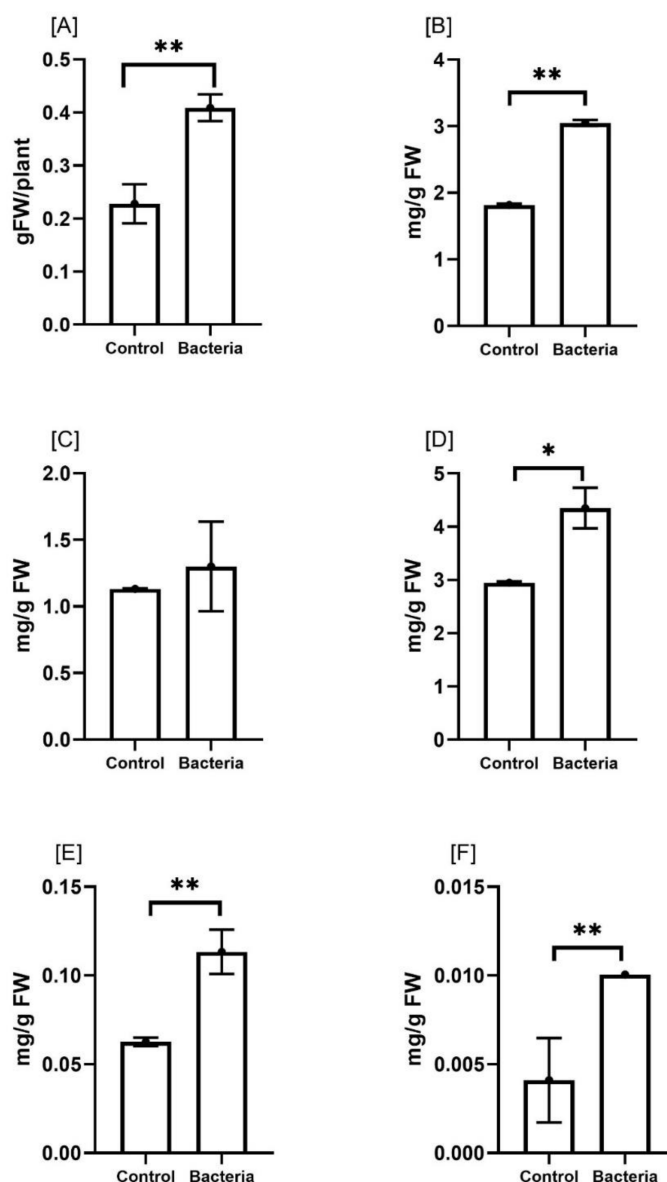 [A]
**
0.5
0.4
0.3
0.2
0.1
0.0
gFW/plant
Control Bacteria
[B]
**
4
3
2
1
0
mg/g FW
Control Bacteria
[C]
2.0
1.5
1.0
0.5
0.0
mg/g FW
Control Bacteria
[D]
*
5
4
3
2
1
0
mg/g FW
Control Bacteria
[E]
**
0.15
0.10
0.05
0.00
mg/g FW
Control Bacteria
[F]
**
0.015
0.010
0.005
0.000
mg/g FW
Control Bacteria